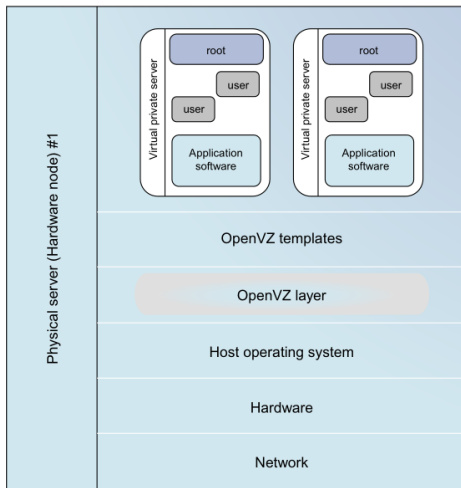 Physical server (Hardware node) #1
Virtual private server
root
user
user
Application
software
Virtual private server
root
user
user
Application
software
OpenVZ templates
OpenVZ layer
Host operating system
Hardware
Network